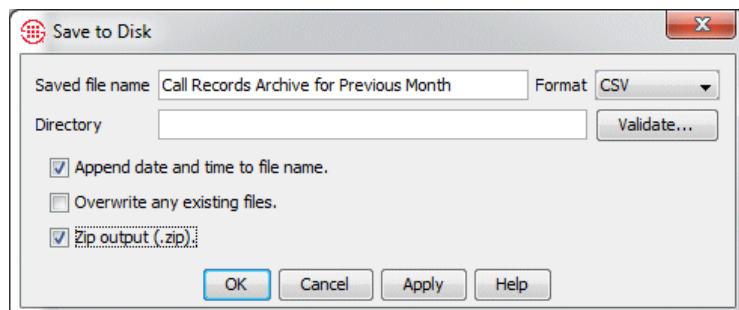 Save to Disk
Saved file name Call Records Archive for Previous Month Format CSV
Directory Validate...
Append date and time to file name.
Overwrite any existing files.
Zip output (.zip).
OK Cancel Apply Help